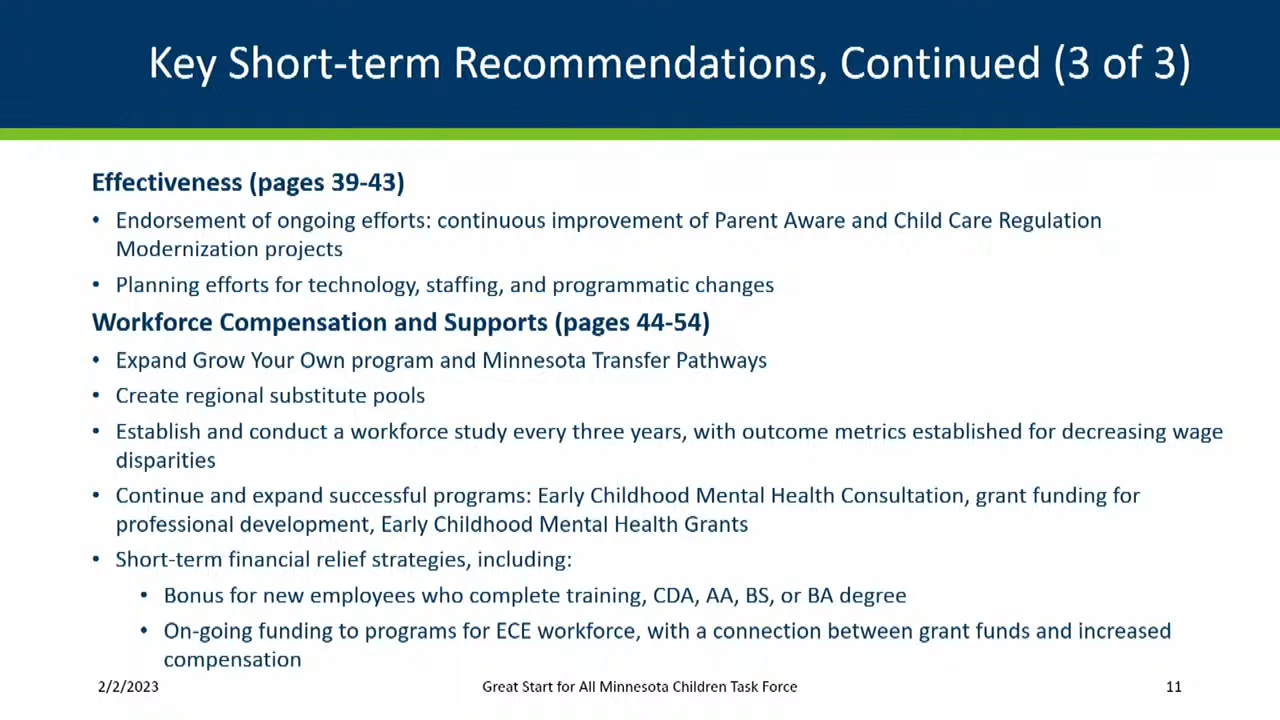 Key Short-term Recommendations, Continued (3 of 3)
Effectiveness (pages 39-43)
• Endorsement of ongoing efforts: continuous improvement of Parent Aware and Child Care Regulation
Modernization projects
• Planning efforts for technology, staffing, and programmatic changes
Workforce Compensation and Supports (pages 44-54)
• Expand Grow Your Own program and Minnesota Transfer Pathways
• Create regional substitute pools
• Establish and conduct a workforce study every three years, with outcome metrics established for decreasing wage
disparities
• Continue and expand successful programs: Early Childhood Mental Health Consultation, grant funding for
professional development, Early Childhood Mental Health Grants
• Short-term financial relief strategies, including:
• Bonus for new employees who complete training, CDA, AA, BS, or BA degree
• On-going funding to programs for ECE workforce, with a connection between grant funds and increased
compensation
2/2/2023 Great Start for All Minnesota Children Task Force 11